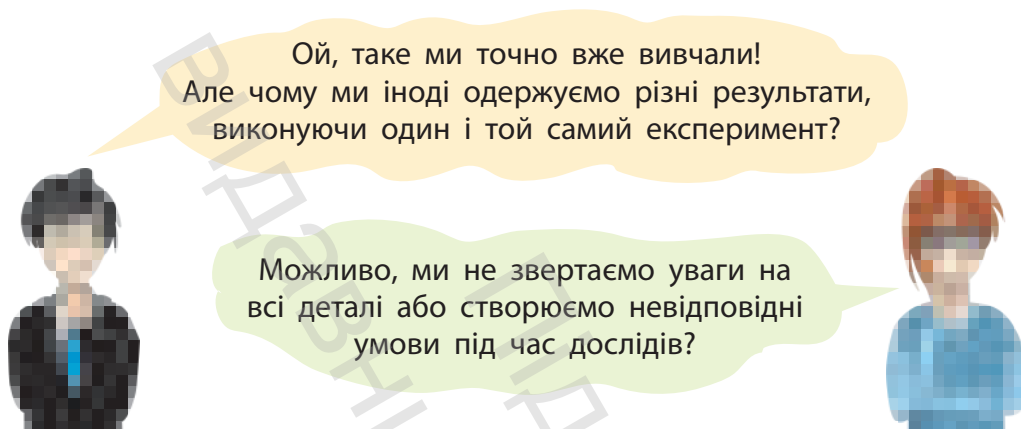 Ой, таке ми точно вже вивчали!
Але чому ми іноді одержуємо різні результати,
виконуючи один і той самий експеримент?
Можливо, ми не звертаємо уваги на
всі деталі або створюємо невідповідні
умови під час дослідів?